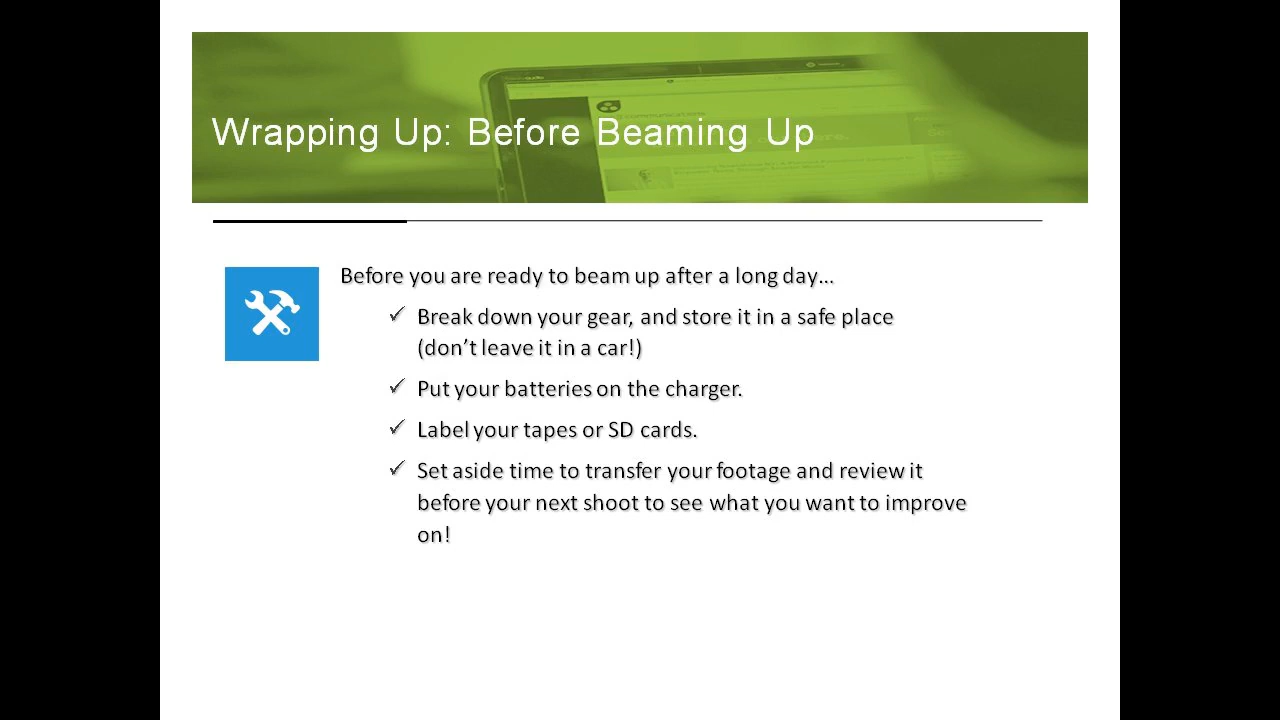 Wrapping Up: Before Beaming Up
Before you are ready to beam up after a long day…
✓ Break down your gear, and store it in a safe place
(don’t leave it in a car!)
✓ Put your batteries on the charger.
✓ Label your tapes or SD cards.
✓ Set aside time to transfer your footage and review it
before your next shoot to see what you want to improve
on!